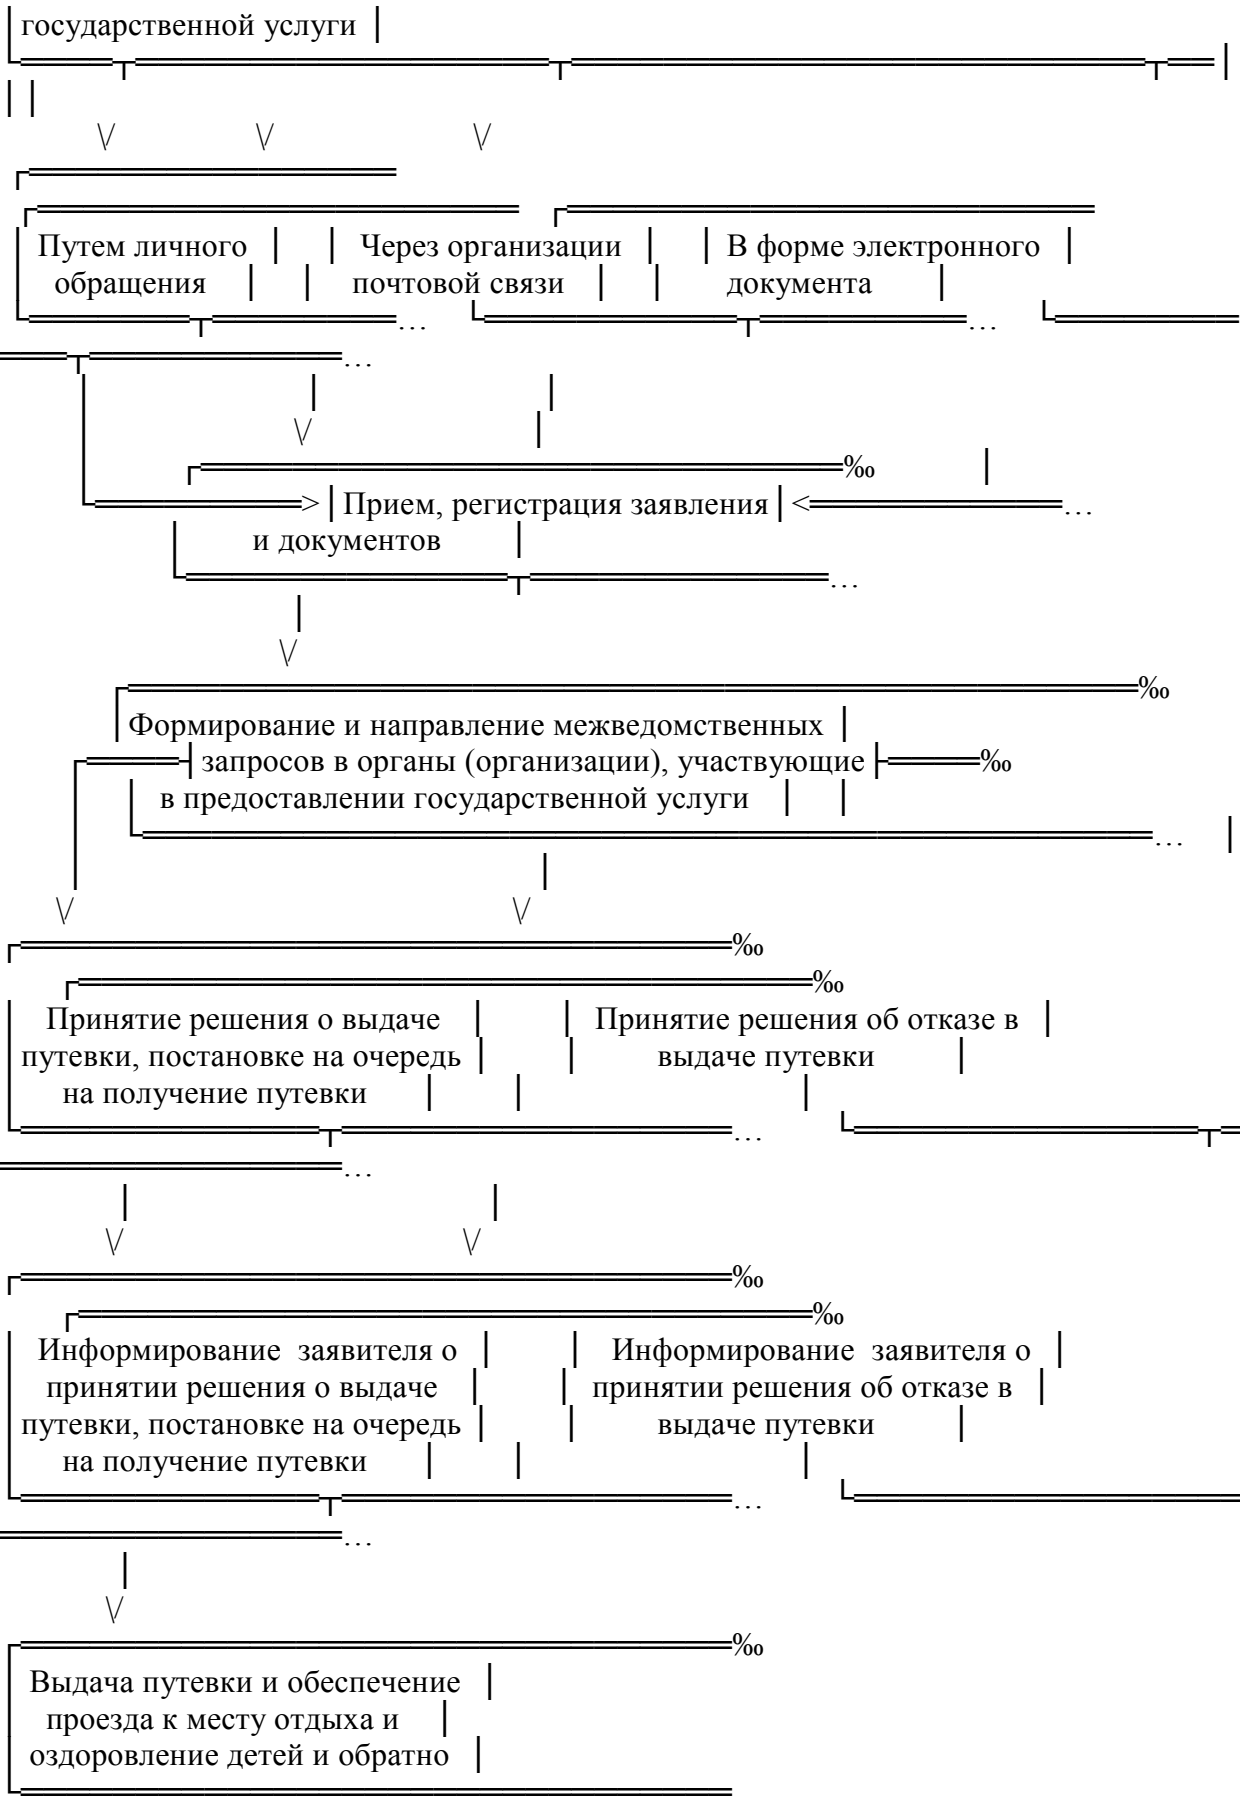 государственной услуги
Путем личного Через организации В форме электронного
обращения почтовой связи документа
Прием, регистрация заявления
и документов
Формирование и направление межведомственных
запросов в органы (организации), участвующие
в предоставлении государственной услуги
Принятие решения о выдаче Принятие решения об отказе в
путевки, постановке на очередь выдаче путевки
на получение путевки
Информирование заявителя о Информирование заявителя о
принятии решения о выдаче принятии решения об отказе в
путевки, постановке на очередь выдаче путевки
на получение путевки
Выдача путевки и обеспечение
проезда к месту отдыха и
оздоровление детей и обратно